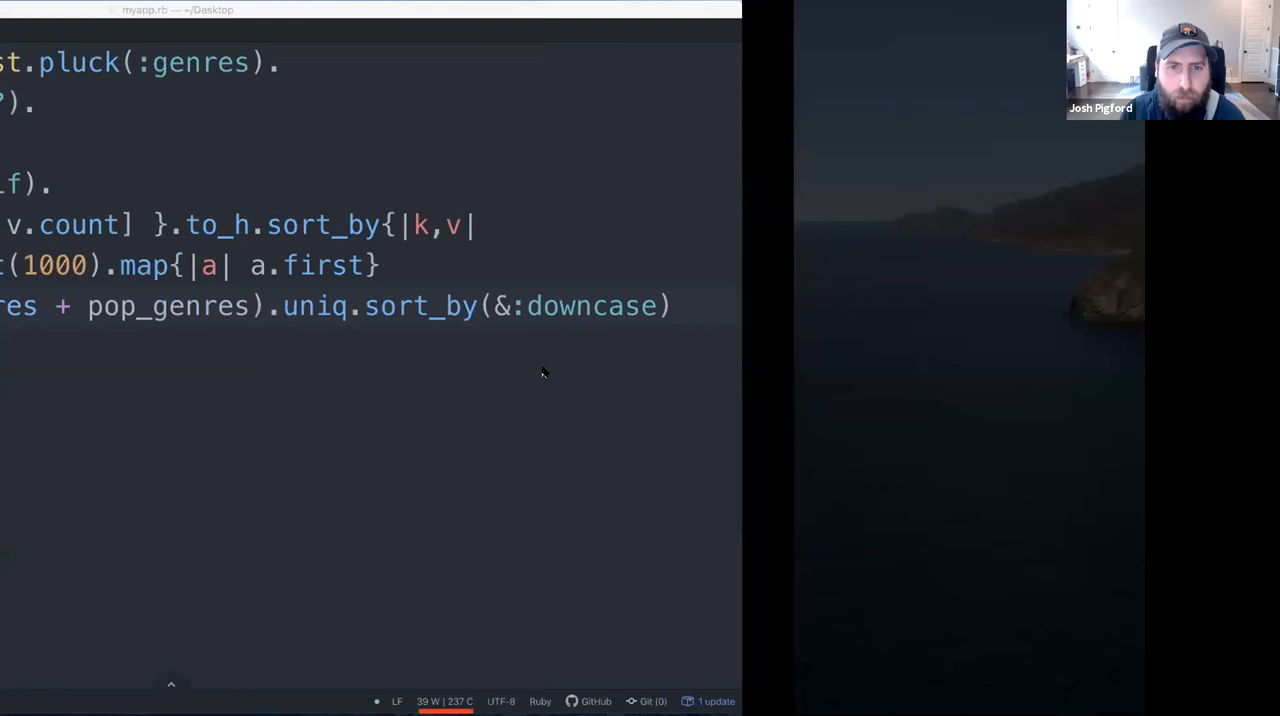 myapp.rb — ~/Desktop
st.pluck(:genres).
?).
Josh Pigford
lf).
v.count] }.to_h.sort_by{|k,v|
t(1000).map{|a| a.first}
res + pop_genres).uniq.sort_by(&:downcase)
LF 39 W | 237 C UTF-8 Ruby GitHub Git (0) 1 update